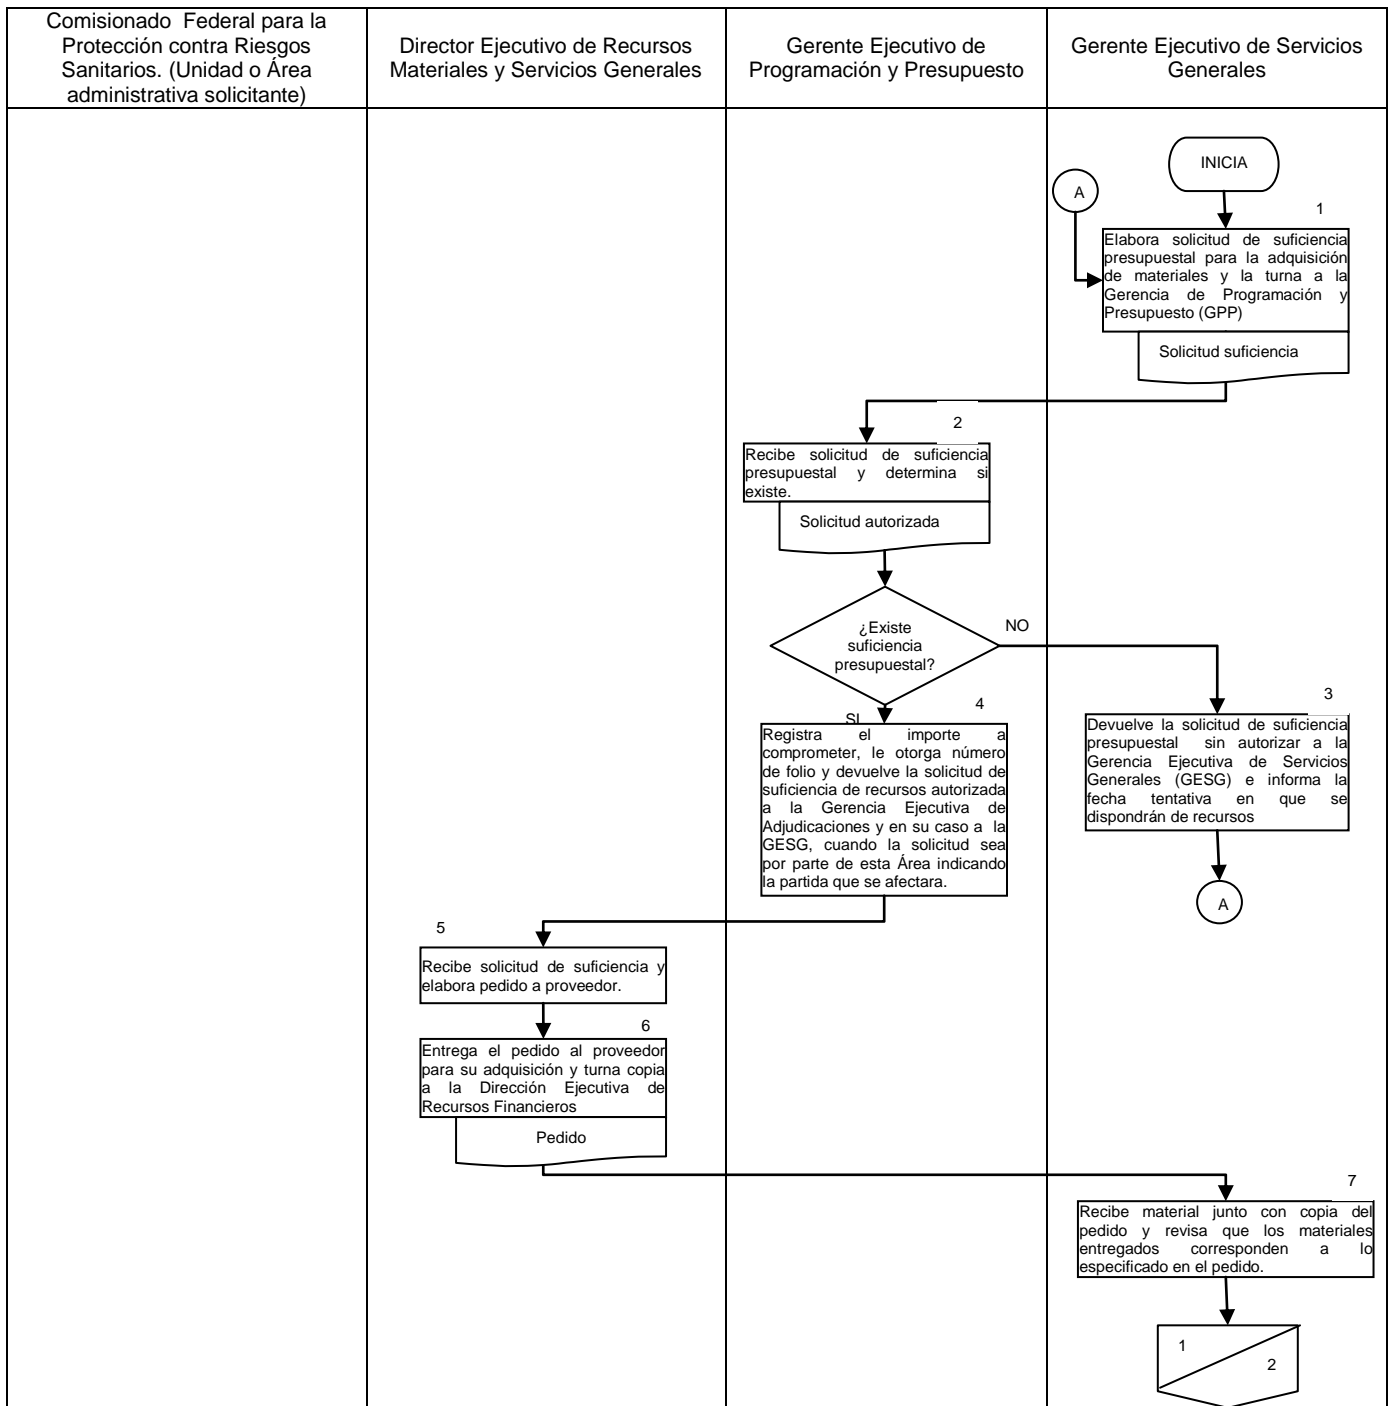 Comisionado Federal para la
Protección contra Riesgos
Sanitarios. (Unidad o Área
administrativa solicitante)
Director Ejecutivo de Recursos
Materiales y Servicios Generales
Gerente Ejecutivo de
Programación y Presupuesto
Gerente Ejecutivo de Servicios
Generales
INICIA
A
1
Elabora solicitud de suficiencia
presupuestal para la adquisición
de materiales y la turna a la
Gerencia de Programación y
Presupuesto (GPP)
Solicitud suficiencia
2
Recibe solicitud de suficiencia
presupuestal y determina si
existe.
Solicitud autorizada
¿Existe
suficiencia
presupuestal?
NO
SI
3
Devuelve la solicitud de suficiencia
presupuestal sin autorizar a la
Gerencia Ejecutiva de Servicios
Generales (GESG) e informa la
fecha tentativa en que se
dispondrán de recursos
A
4
Registra el importe a
comprometer, le otorga número
de folio y devuelve la solicitud de
suficiencia de recursos autorizada
a la Gerencia Ejecutiva de
Adjudicaciones y en su caso a la
GESG, cuando la solicitud sea
por parte de esta Área indicando
la partida que se afectara.
5
Recibe solicitud de suficiencia y
elabora pedido a proveedor.
6
Entrega el pedido al proveedor
para su adquisición y turna copia
a la Dirección Ejecutiva de
Recursos Financieros
Pedido
7
Recibe material junto con copia del
pedido y revisa que los materiales
entregados corresponden a lo
especificado en el pedido.
1
2